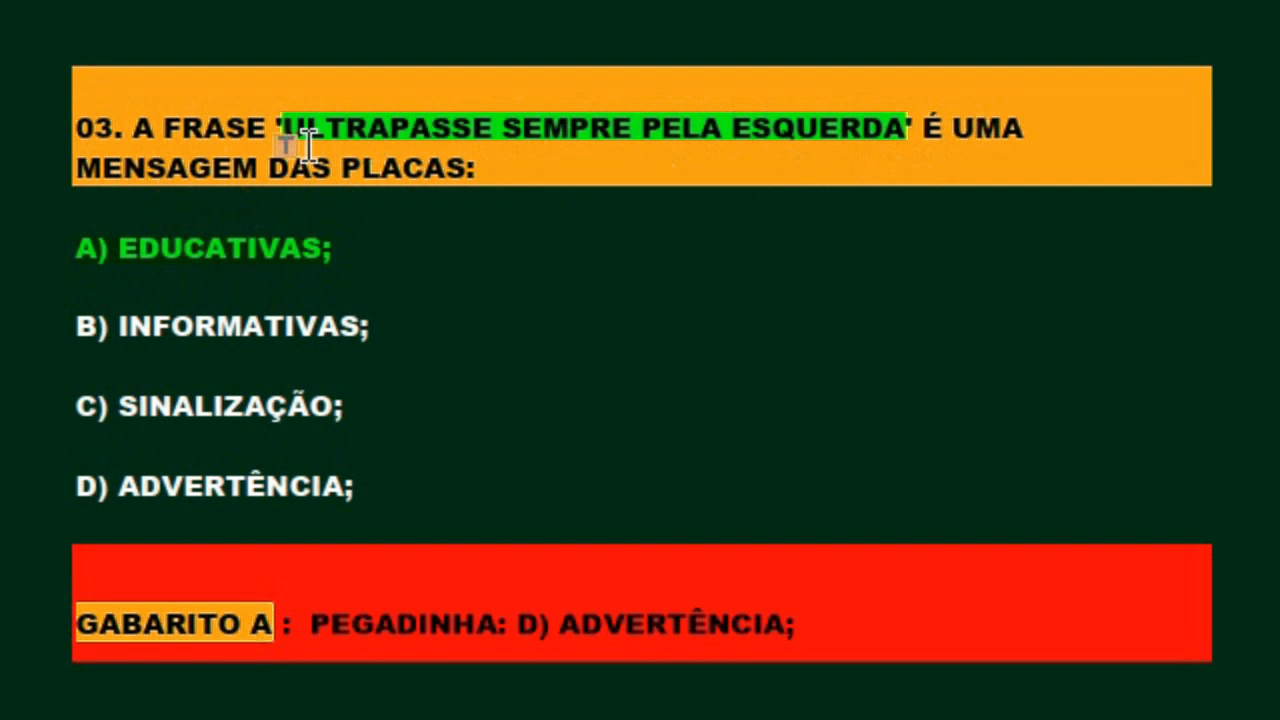 03. A FRASE 'ULTRAPASSE SEMPRE PELA ESQUERDA' É UMA
MENSAGEM DAS PLACAS:
A) EDUCATIVAS;
B) INFORMATIVAS;
C) SINALIZAÇÃO;
D) ADVERTÊNCIA;
GABARITO A : PEGADINHA: D) ADVERTÊNCIA;